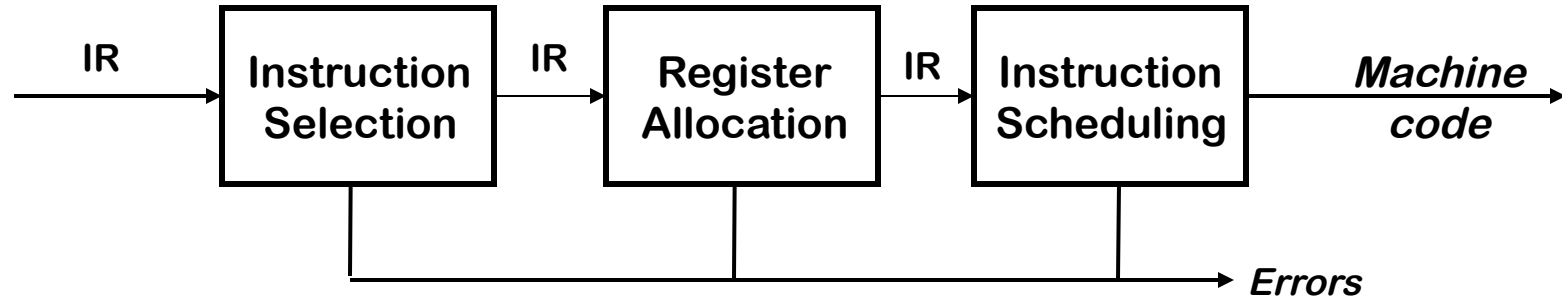 IR
Instruction
Selection
IR
Register
Allocation
IR
Instruction
Scheduling
Machine
code
Errors